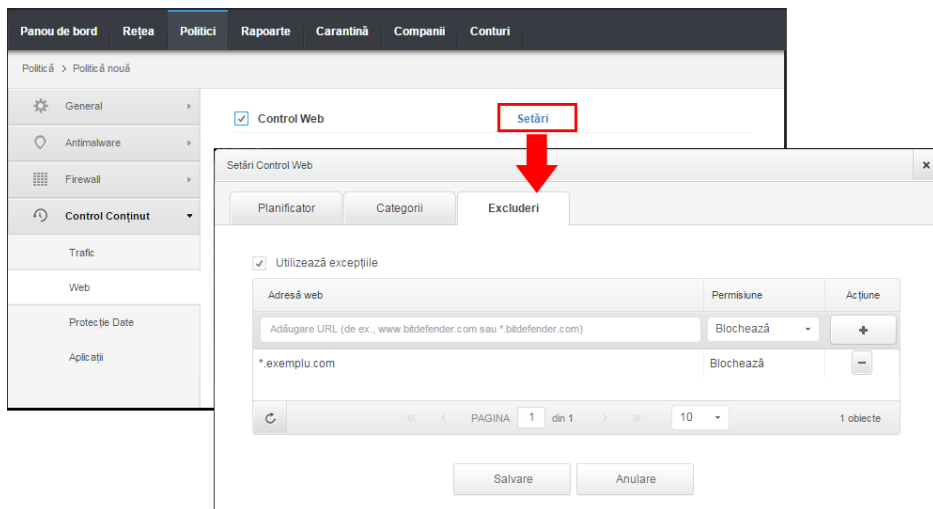 Panou de bord Rețea Politici Rapoarte Carantină Companii Conturi
Politică > Politică nouă
General
Control Web Setări
Antimalware
Setări Control Web
Firewall
Planificator Categorii Excluderi
Control Conținut
Trafic
Utilizează excepțiile
Web
Adresă web Permisiune Acțiune
Protecție Date
Adăugare URL (de ex., www.bitdefender.com sau *.bitdefender.com) Blochează
Aplicații
*.exemplu.com Blochează
PAGINA 1 din 1 10 1 obiecte
Salvare Anulare